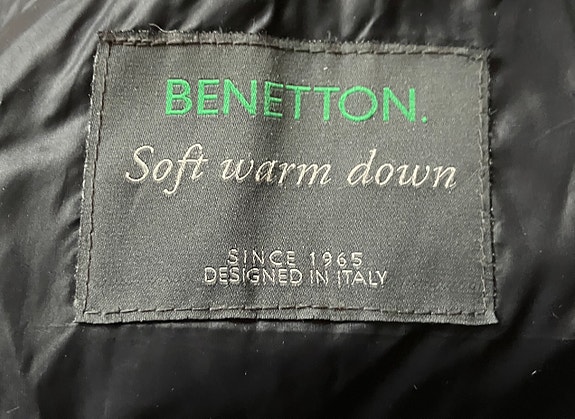 BENETTON.
Soft warm down
SINCE 1965
DESIGNED IN ITALY